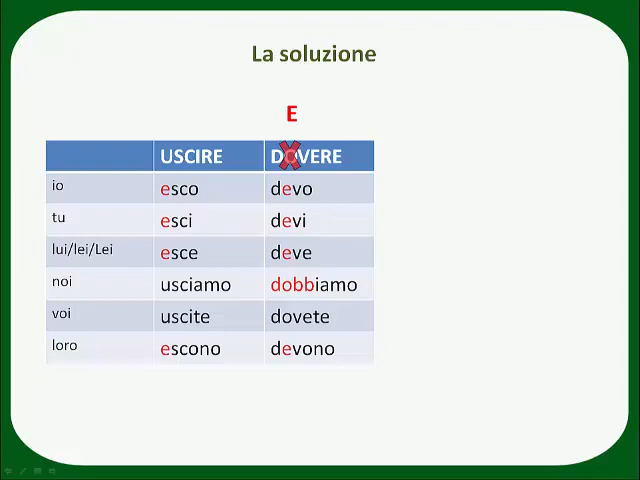 La soluzione
E
USCIRE DOVERE
io esco devo
tu esci devi
lui/lei/Lei esce deve
noi usciamo dobbiamo
voi uscite dovete
loro escono devono